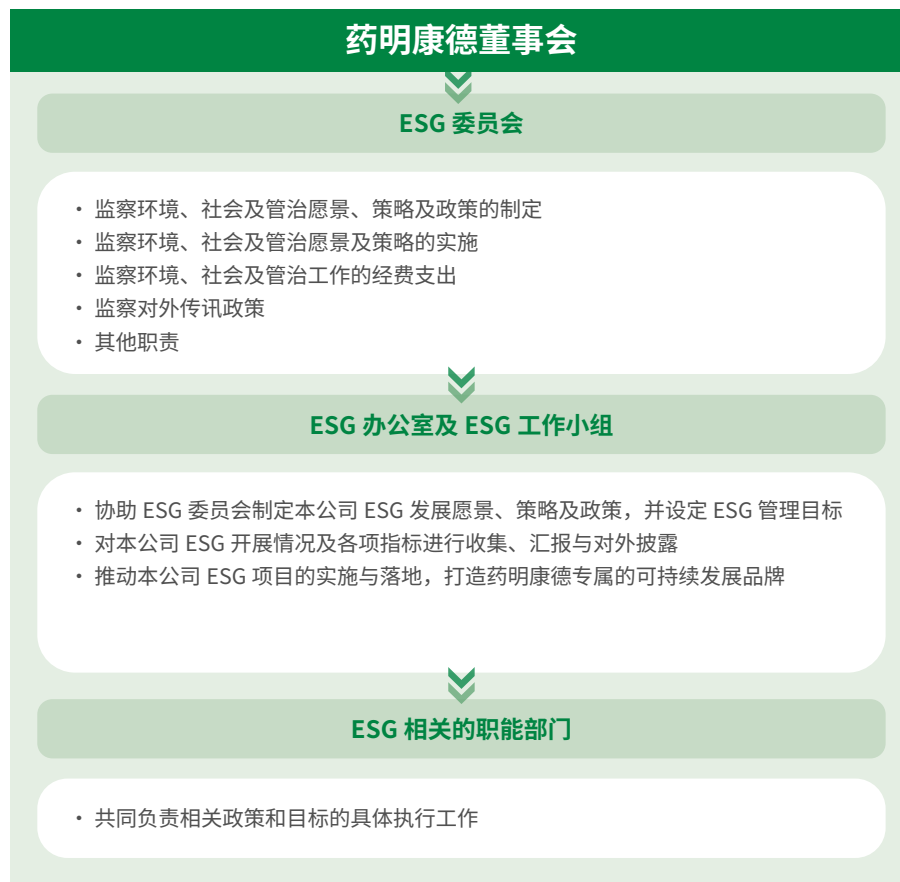 药明康德董事会
ESG 委员会
· 监察环境、社会及管治愿景、策略及政策的制定
· 监察环境、社会及管治愿景及策略的实施
· 监察环境、社会及管治工作的经费支出
· 监察对外传讯政策
· 其他职责
ESG 办公室及 ESG 工作小组
· 协助 ESG 委员会制定本公司 ESG 发展愿景、策略及政策，并设定 ESG 管理目标
· 对本公司 ESG 开展情况及各项指标进行收集、汇报与对外披露
· 推动本公司 ESG 项目的实施与落地，打造药明康德专属的可持续发展品牌
ESG 相关的职能部门
· 共同负责相关政策和目标的具体执行工作